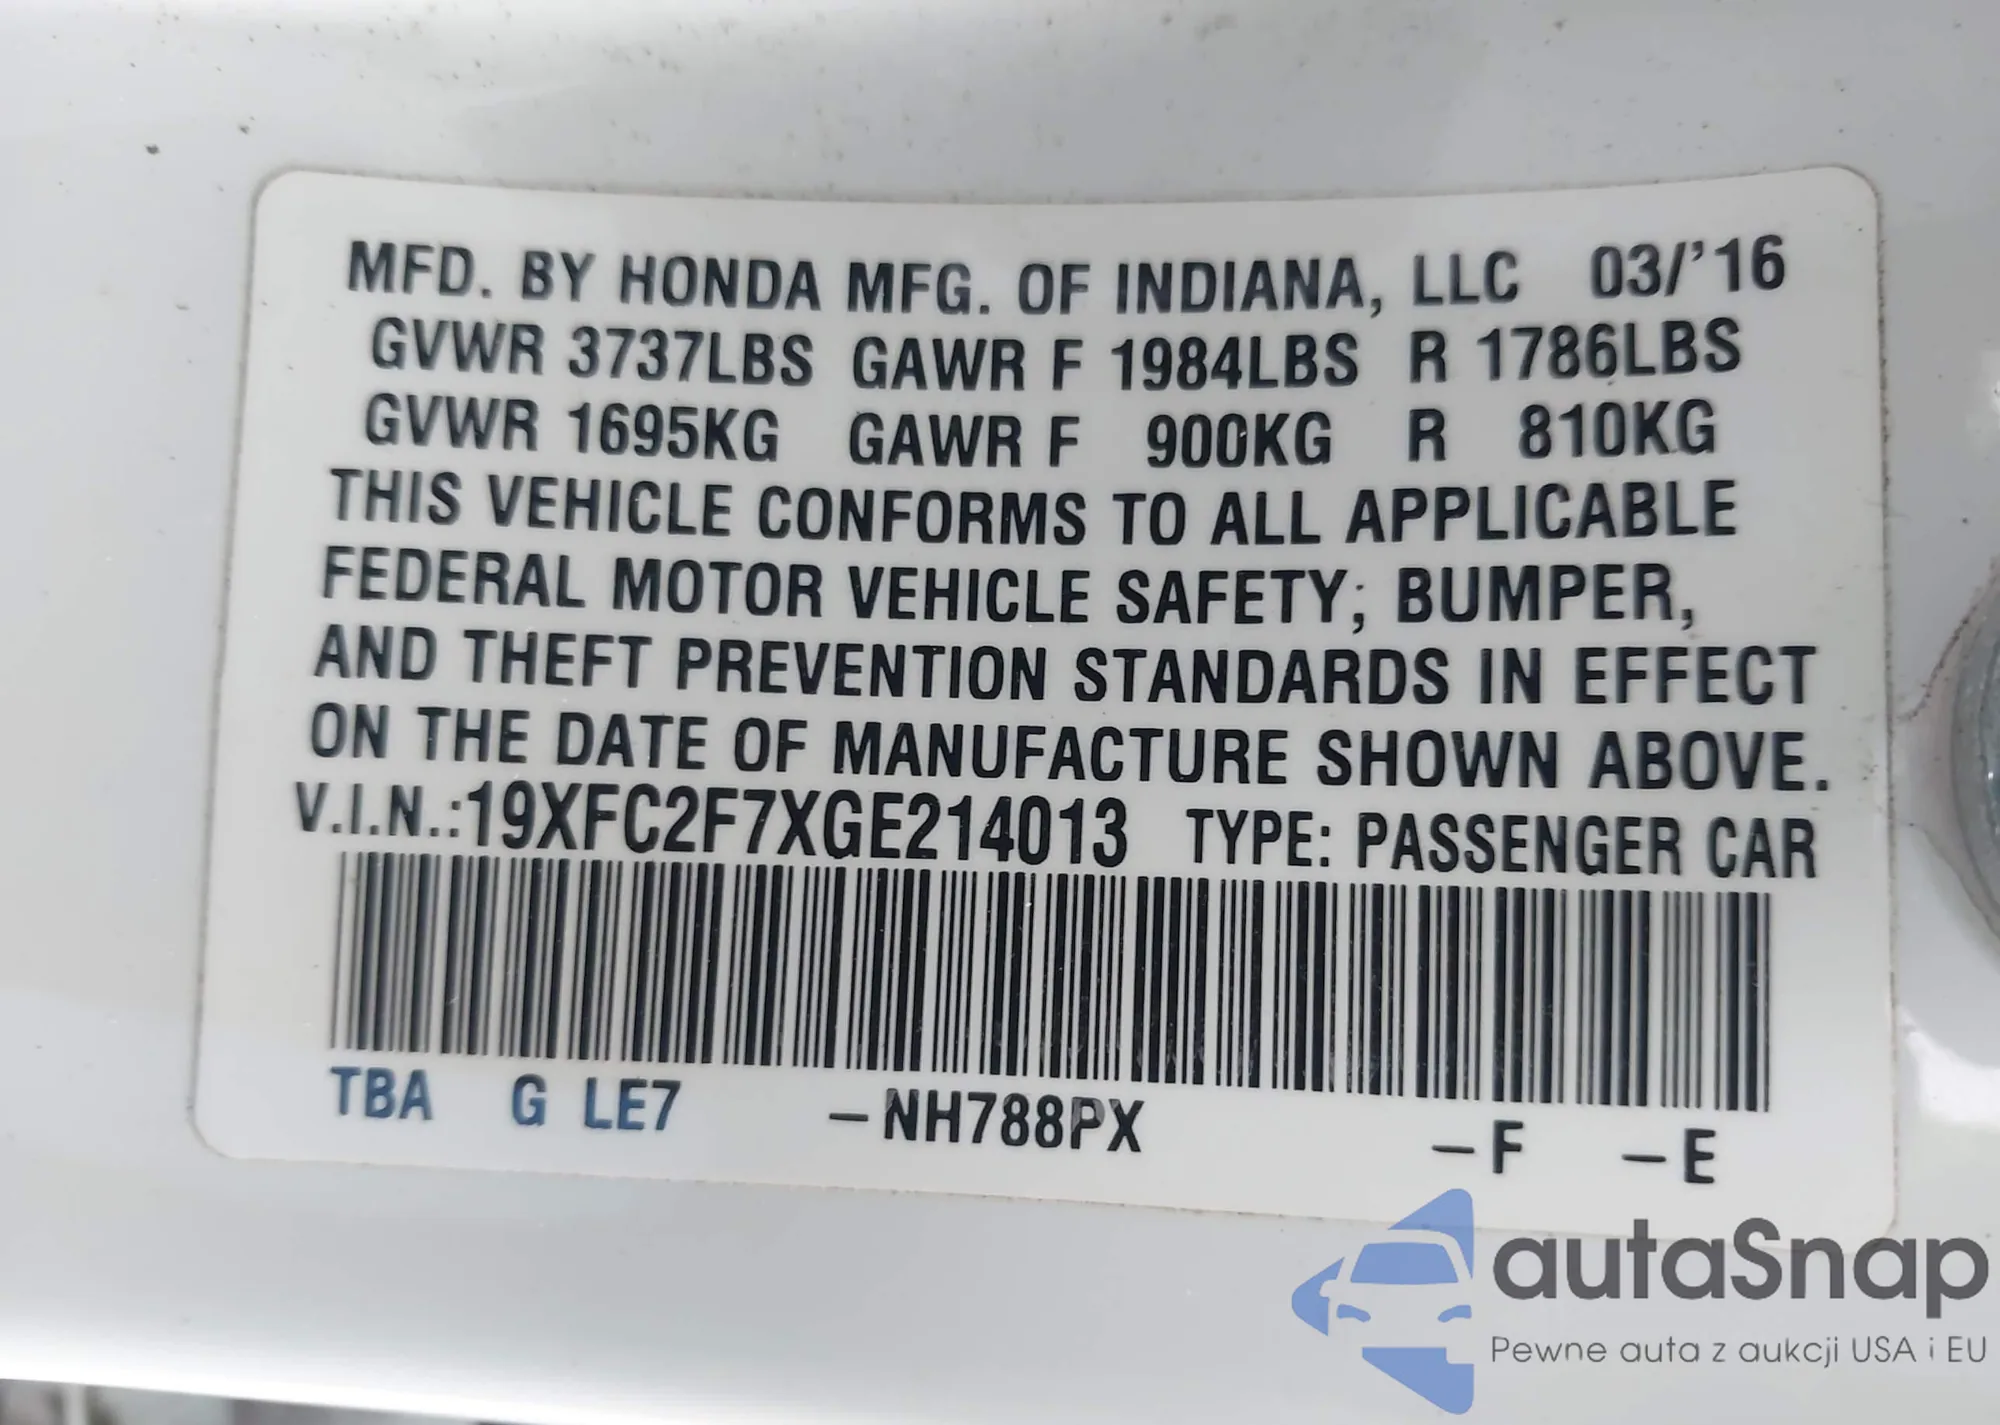 MFD. BY HONDA MFG. OF INDIANA, LLC 03/'16
GVWR 3737LBS GAWR F 1984LBS R 1786LBS
GVWR 1695KG GAWR F 900KG R 810KG
THIS VEHICLE CONFORMS TO ALL APPLICABLE
FEDERAL MOTOR VEHICLE SAFETY; BUMPER,
AND THEFT PREVENTION STANDARDS IN EFFECT
ON THE DATE OF MANUFACTURE SHOWN ABOVE.
V.I.N.:19XFC2F7XGE214013 TYPE: PASSENGER CAR
TBA G LE7 –NH788PX –F –E
autaSnap
Pewne auta z aukcji USA i EU